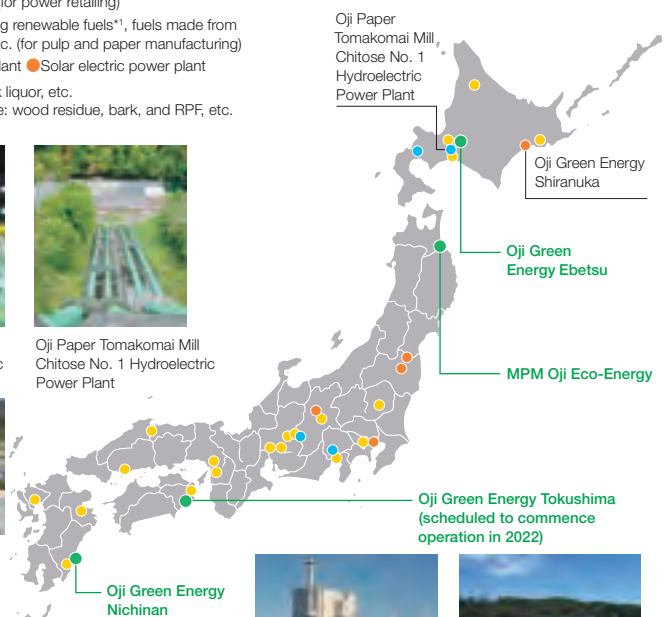 for power retailing)
g renewable fuels*¹, fuels made from
c. (for pulp and paper manufacturing)
lant ●Solar electric power plant
liquor, etc.
e: wood residue, bark, and RPF, etc.
Oji Paper
Tomakomai Mill
Chitose No. 1
Hydroelectric
Power Plant
Oji Green Energy
Shiranuka
Oji Green
Energy Ebetsu
Oji Paper Tomakomai Mill
Chitose No. 1 Hydroelectric
Power Plant
MPM Oji Eco-Energy
Oji Green Energy Tokushima
(scheduled to commence
operation in 2022)
Oji Green Energy
Nichinan